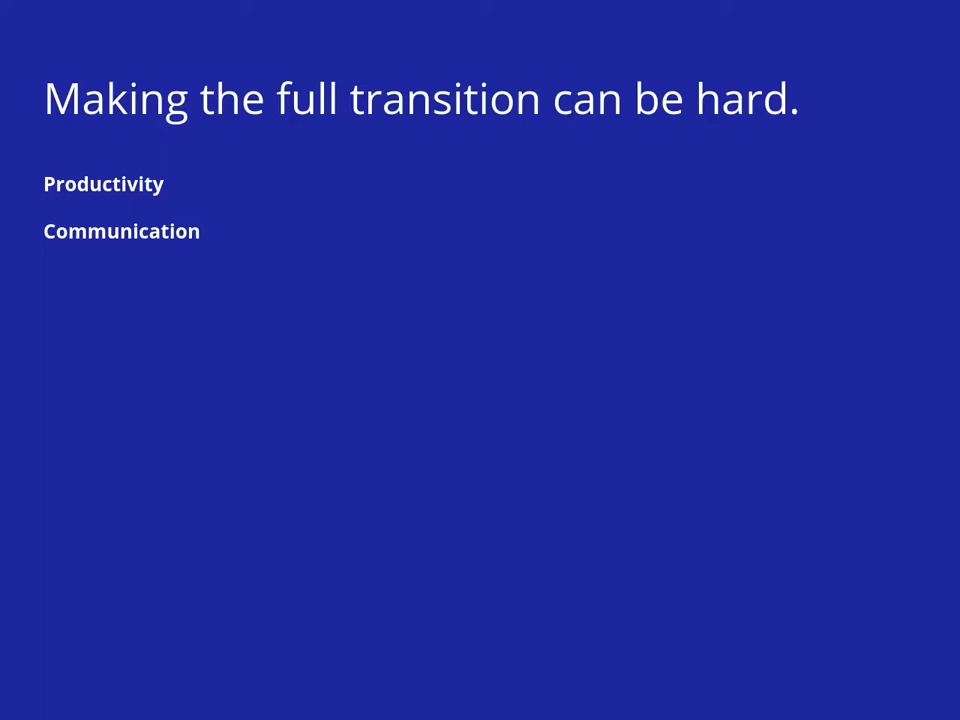 Making the full transition can be hard.
Productivity
Communication